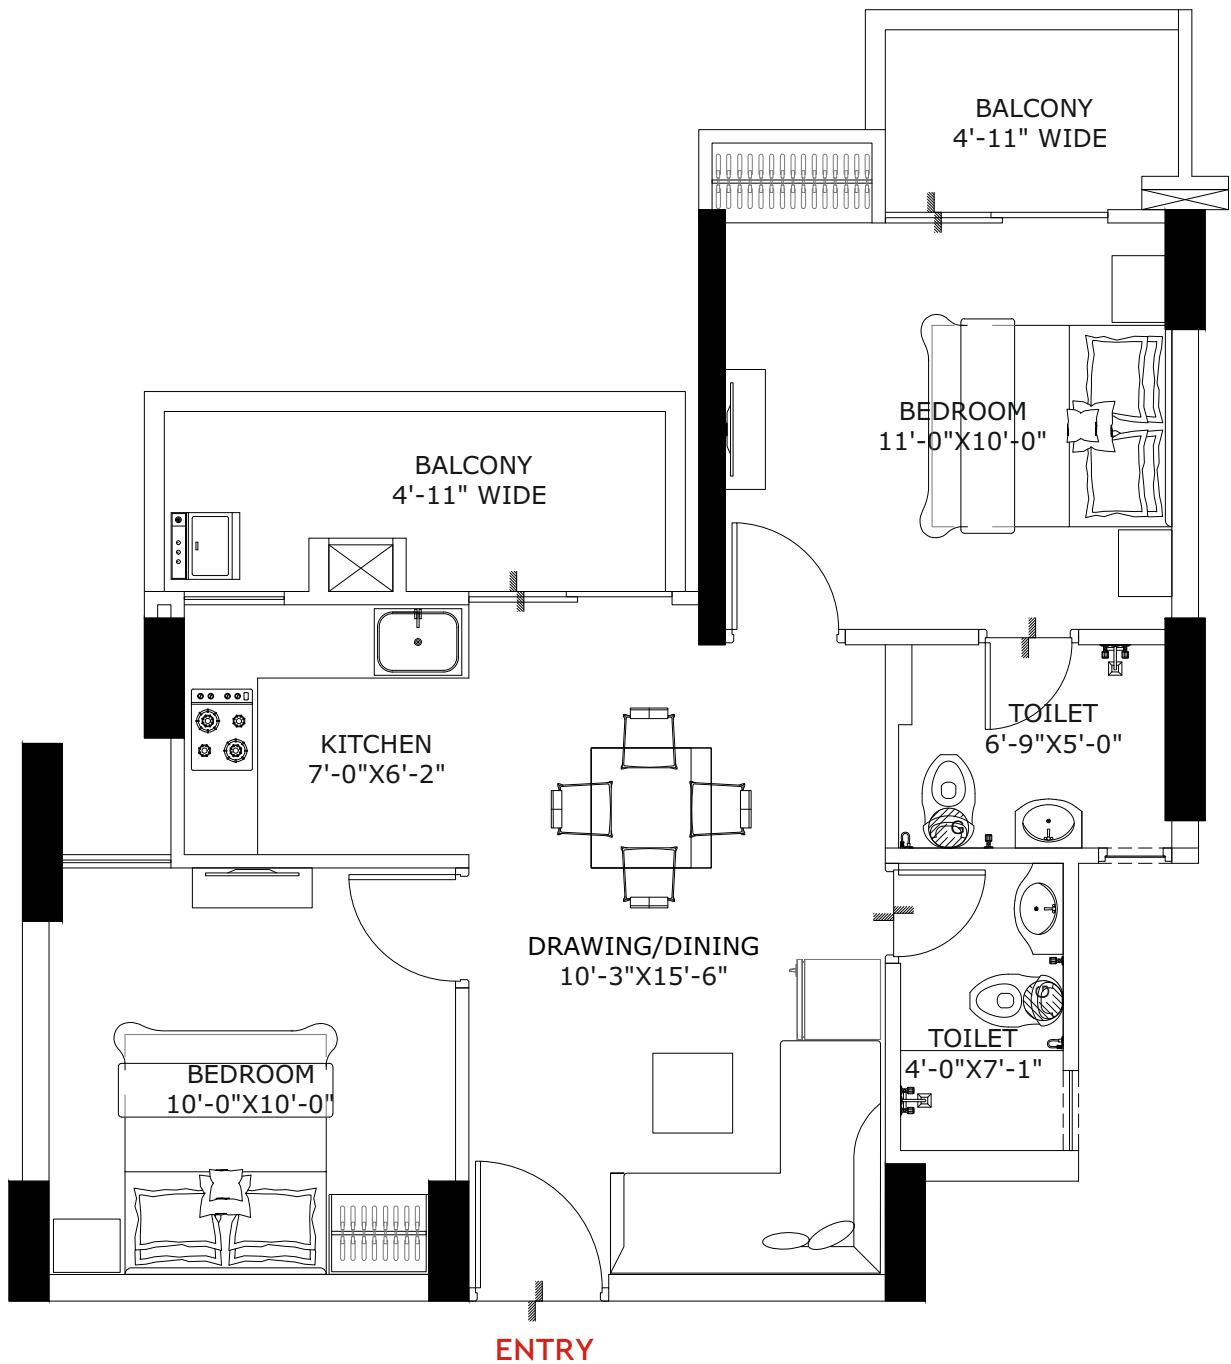 BALCONY
4'-11" WIDE
BEDROOM
11'-0"X10'-0"
BALCONY
4'-11" WIDE
TOILET
6'-9"X5'-0"
KITCHEN
7'-0"X6'-2"
DRAWING/DINING
10'-3"X15'-6"
TOILET
4'-0"X7'-1"
BEDROOM
10'-0"X10'-0"
ENTRY